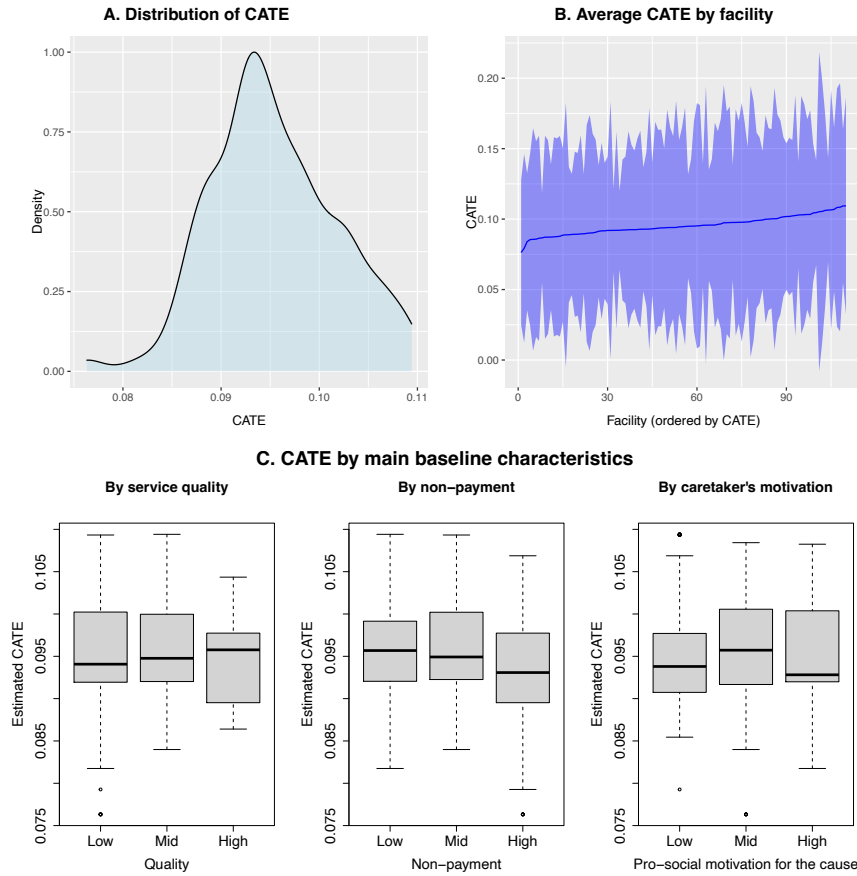 A. Distribution of CATE
1.00
0.75
0.50
0.25
0.00
Density
0.08 0.09 0.10 0.11
CATE
B. Average CATE by facility
0.20
0.15
0.10
0.05
0.00
CATE
0 30 60 90
Facility (ordered by CATE)
C. CATE by main baseline characteristics
By service quality
0.105
0.095
0.085
0.075
Estimated CATE
Low Mid High
Quality
By non−payment
0.105
0.095
0.085
0.075
Estimated CATE
Low Mid High
Non−payment
By caretaker's motivation
0.105
0.095
0.085
0.075
Estimated CATE
Low Mid High
Pro−social motivation for the cause